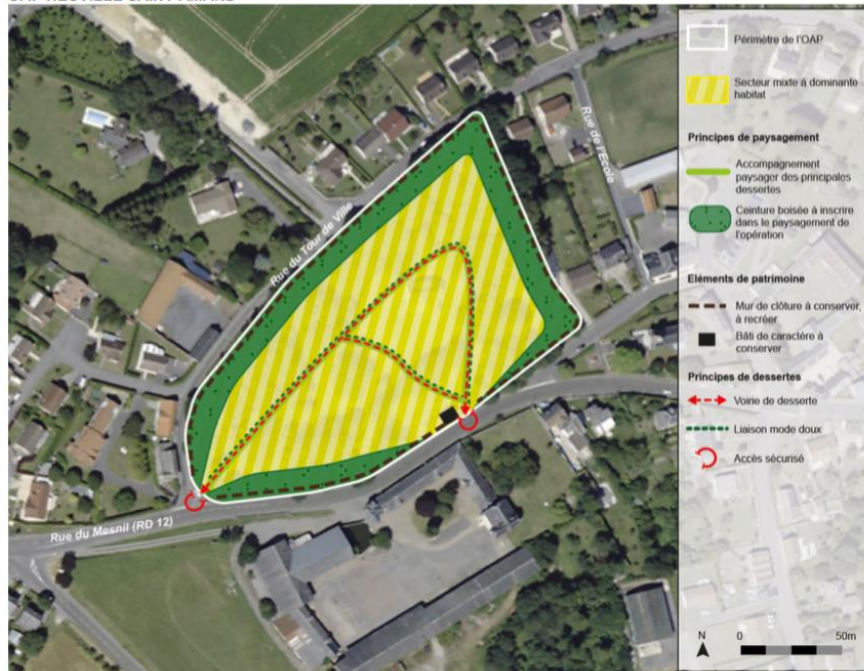 Périmètre de l'OAP
Secteur mixte à dominante
habitat
Principes de paysagement
Accompagnement
paysager des principales
dessertes
Ceinture boisée à inscrire
dans le paysagement de
l'opération
Eléments de patrimoine
Mur de clôture à conserver,
à recréer
Bâti de caractère à
conserver
Principes de dessertes
Voirie de desserte
Liaison mode doux
Accès sécurisé
N
0
50m
Rue de l'Ecole
Rue du Tour de Ville
Rue du Mesnil (RD 12)